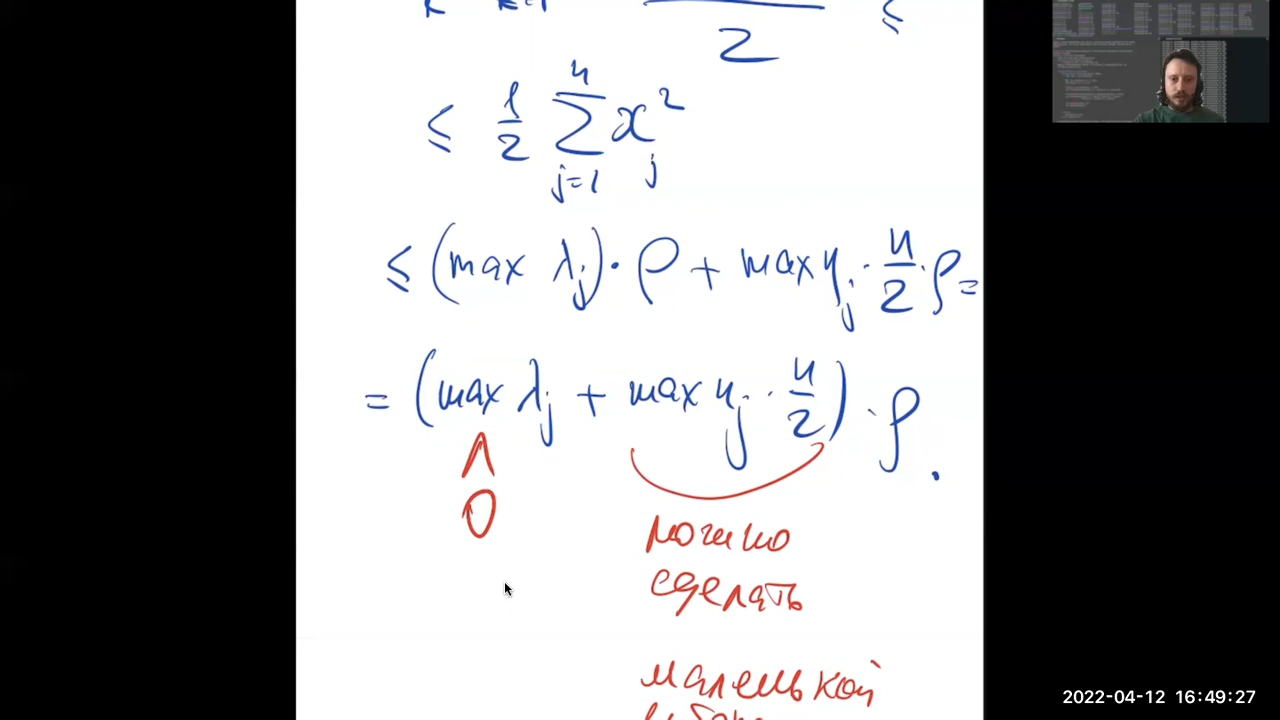 2 ≤
≤ 1/2 ∑_{j=1}^{n} x_j^2
≤ (max λ_j) · ρ + max η_j · n/2 · ρ =
= (max λ_j + max η_j · n/2) · ρ .
∧
0
можно
сделать
маленькой
2022-04-12 16:49:27